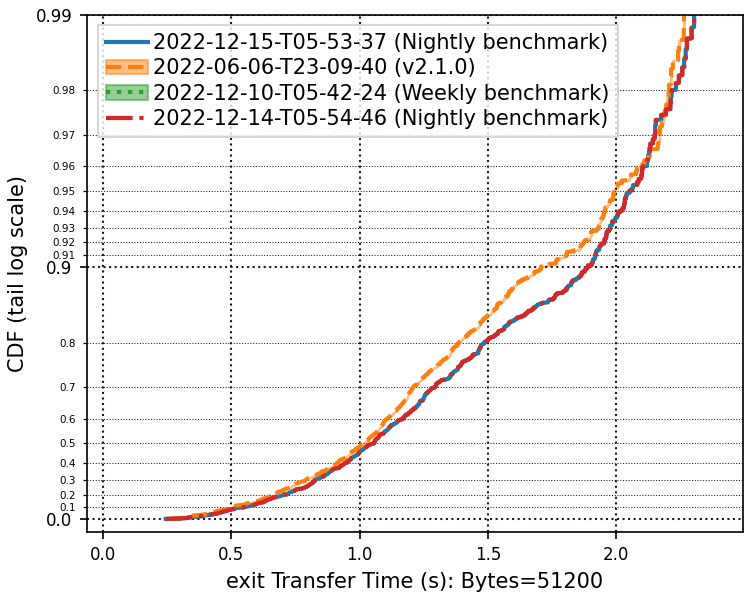 2022-12-15-T05-53-37 (Nightly benchmark)
2022-06-06-T23-09-40 (v2.1.0)
2022-12-10-T05-42-24 (Weekly benchmark)
2022-12-14-T05-54-46 (Nightly benchmark)
CDF (tail log scale)
0.99
0.98
0.97
0.96
0.95
0.94
0.93
0.92
0.91
0.9
0.8
0.7
0.6
0.5
0.4
0.3
0.2
0.1
0.0
0.0 0.5 1.0 1.5 2.0
exit Transfer Time (s): Bytes=51200